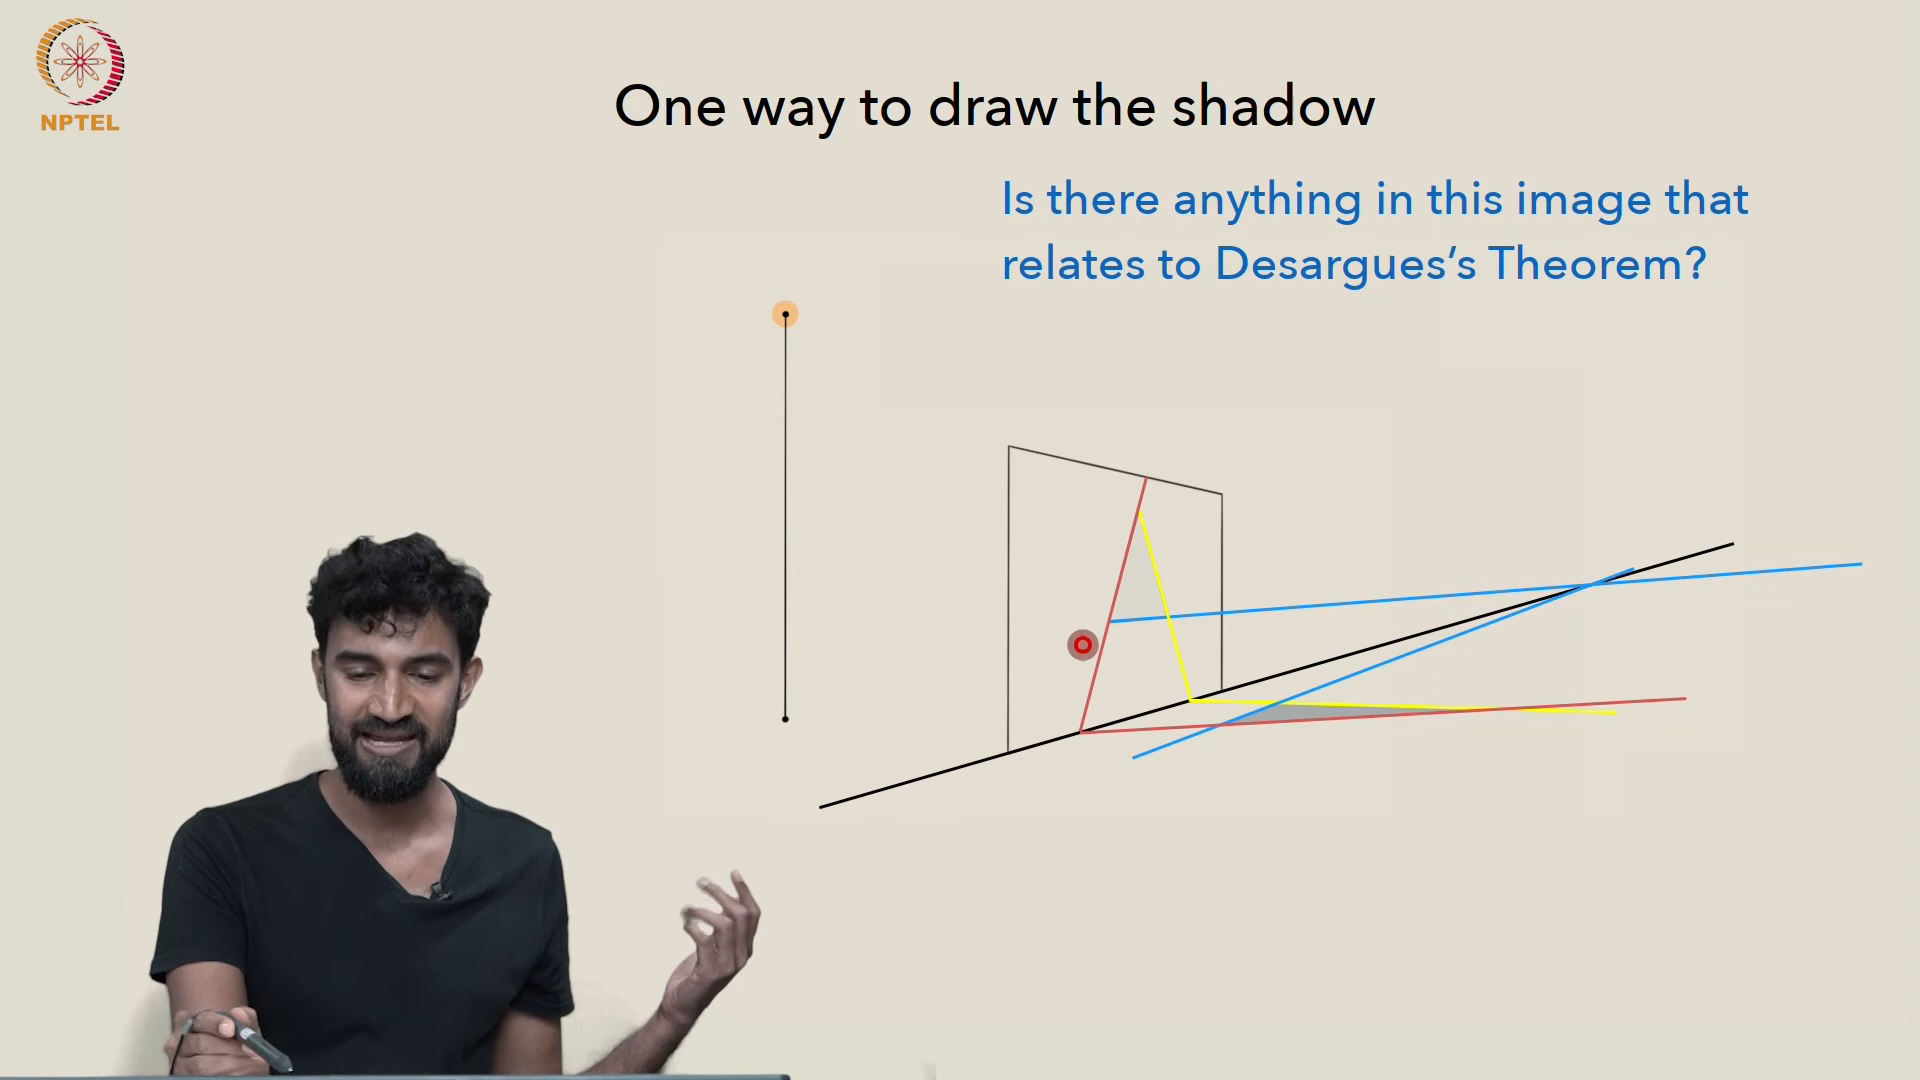 NPTEL
One way to draw the shadow
Is there anything in this image that
relates to Desargues’s Theorem?